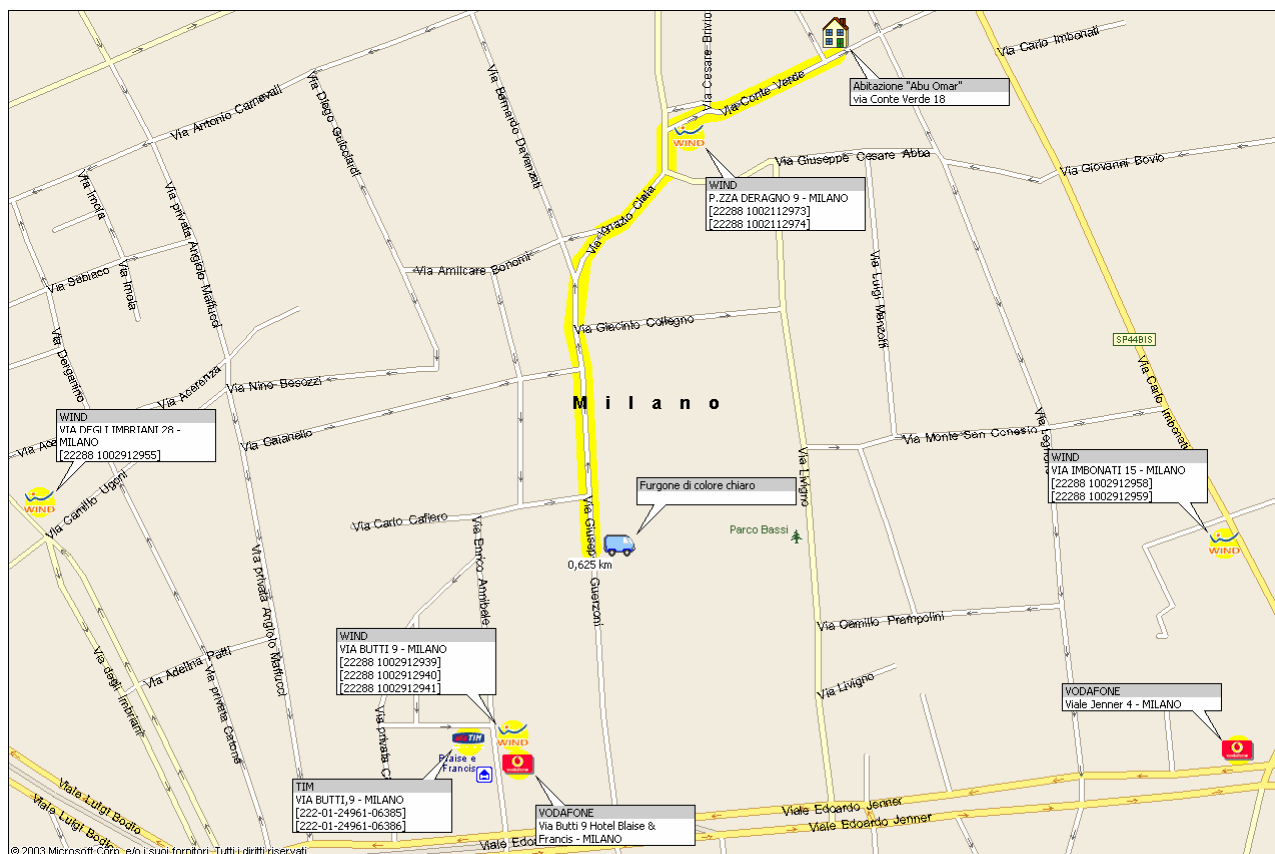 Via Carlo Imbonati
Via Cesare Brivio
Via Conte Verde
Abitazione "Abu Omar"
via Conte Verde 18
Via Antonio Carnevali
Via Diego Guicciardi
Via Bernardo Davanzati
WIND
Via Giuseppe Cesare Abba
Via Giovanni Bovio
WIND
P.ZZA DERAGNO 9 - MILANO
[22288 1002112973]
[22288 1002112974]
Via Imola
Via privata Angiolo Maffucci
Via Ignazio Ciaia
Via Amilcare Bonomi
Via Sebiaco
Via Imola
Via Luigi Manzotti
Via Giacinto Collegno
SP44BIS
Via Dergano
Via Acerenza
Via Nino Besozzi
Via Carlo Imbonati
Milano
WIND
VIA DEGLI IMBRIANI 28 -
MILANO
[22288 1002912955]
Via Caianello
Via Monte San Genesio
Via Livigno
WIND
VIA IMBONATI 15 - MILANO
[22288 1002912958]
[22288 1002912959]
Via Camillo Ugoni
WIND
Furgone di colore chiaro
Via Carlo Cafiero
Via Enrico Annibale
Via Giuseppe Guerzoni
Parco Bassi
WIND
0,625 km
Via privata Angiolo Maffucci
Via Camillo Prampolini
WIND
VIA BUTTI 9 - MILANO
[22288 1002912939]
[22288 1002912940]
[22288 1002912941]
Via Adelina Patti
Via degli Imbriani
Via privata Catone
Via Livigno
VODAFONE
Viale Jenner 4 - MILANO
WIND
TIM
Blaise e
Francis
vodafone
vodafone
TIM
VIA BUTTI,9 - MILANO
[222-01-24961-06385]
[222-01-24961-06386]
VODAFONE
Via Butti 9 Hotel Blaise &
Francis - MILANO
Viale Edoardo Jenner
Viale Edoardo Jenner
Viale Luigi Bodio
Viale Luigi Bodio
© 2003 Microsoft Corp. e/o i suoi fornitori. Tutti i diritti riservati.